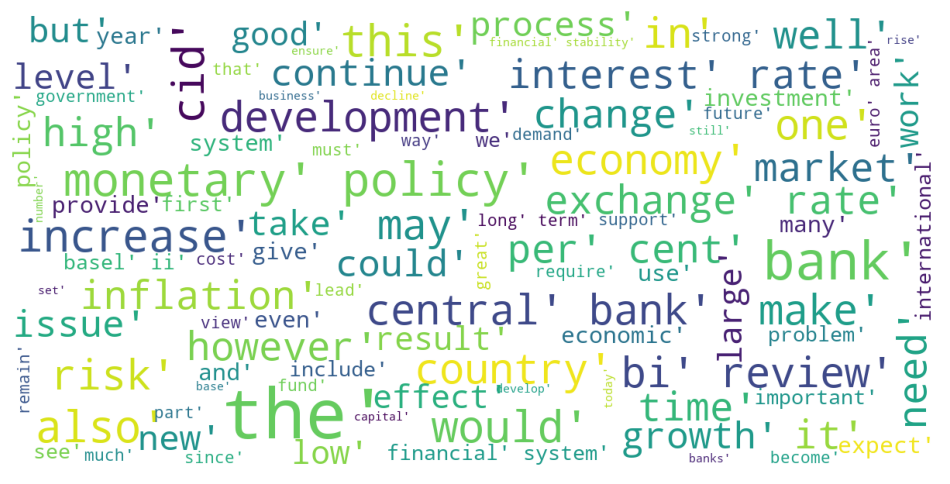 but' year' cid' good' this' process' in' strong' well' rise'
ensure' financial' stability'
level' that' continue' interest' rate' euro' area'
government' business' decline' investment'
policy' high' development' change' future' one' work'
system' way' we' demand' still'
must' economy' market'
number' monetary' policy' exchange' rate'
provide' first' many' international'
increase' take' may' long' term' support'
basel' ii' cost' give' could' great' per' cent' bank'
require' use' large'
set' inflation' lead'
issue' view' even' central' bank' make'
however' result' economic' problem' need'
remain' risk' and' include' country' bi' review'
base' fund' effect' develop' today' important'
also' part' the' capital' would' time'
new' growth' it' expect'
see' much' since' low' financial' system' banks' become'